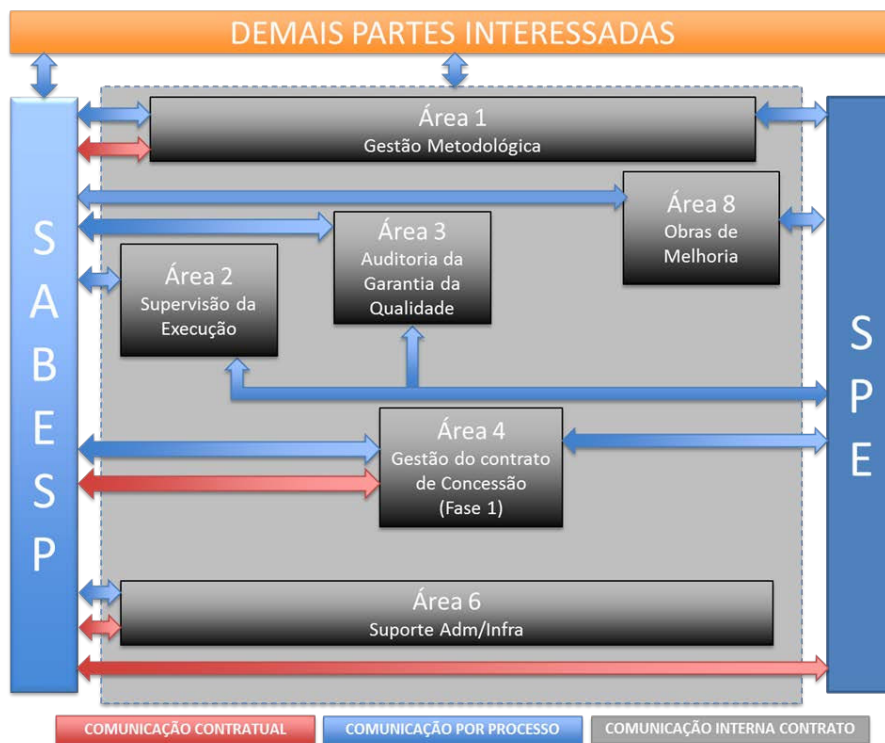 DEMAIS PARTES INTERESSADAS
SABESP
Área 1
Gestão Metodológica
Área 8
Obras de
Melhoria
Área 3
Auditoria da
Garantia da
Qualidade
Área 2
Supervisão da
Execução
SPE
Área 4
Gestão do contrato
de Concessão
(Fase 1)
Área 6
Suporte Adm/Infra
COMUNICAÇÃO CONTRATUAL
COMUNICAÇÃO POR PROCESSO
COMUNICAÇÃO INTERNA CONTRATO